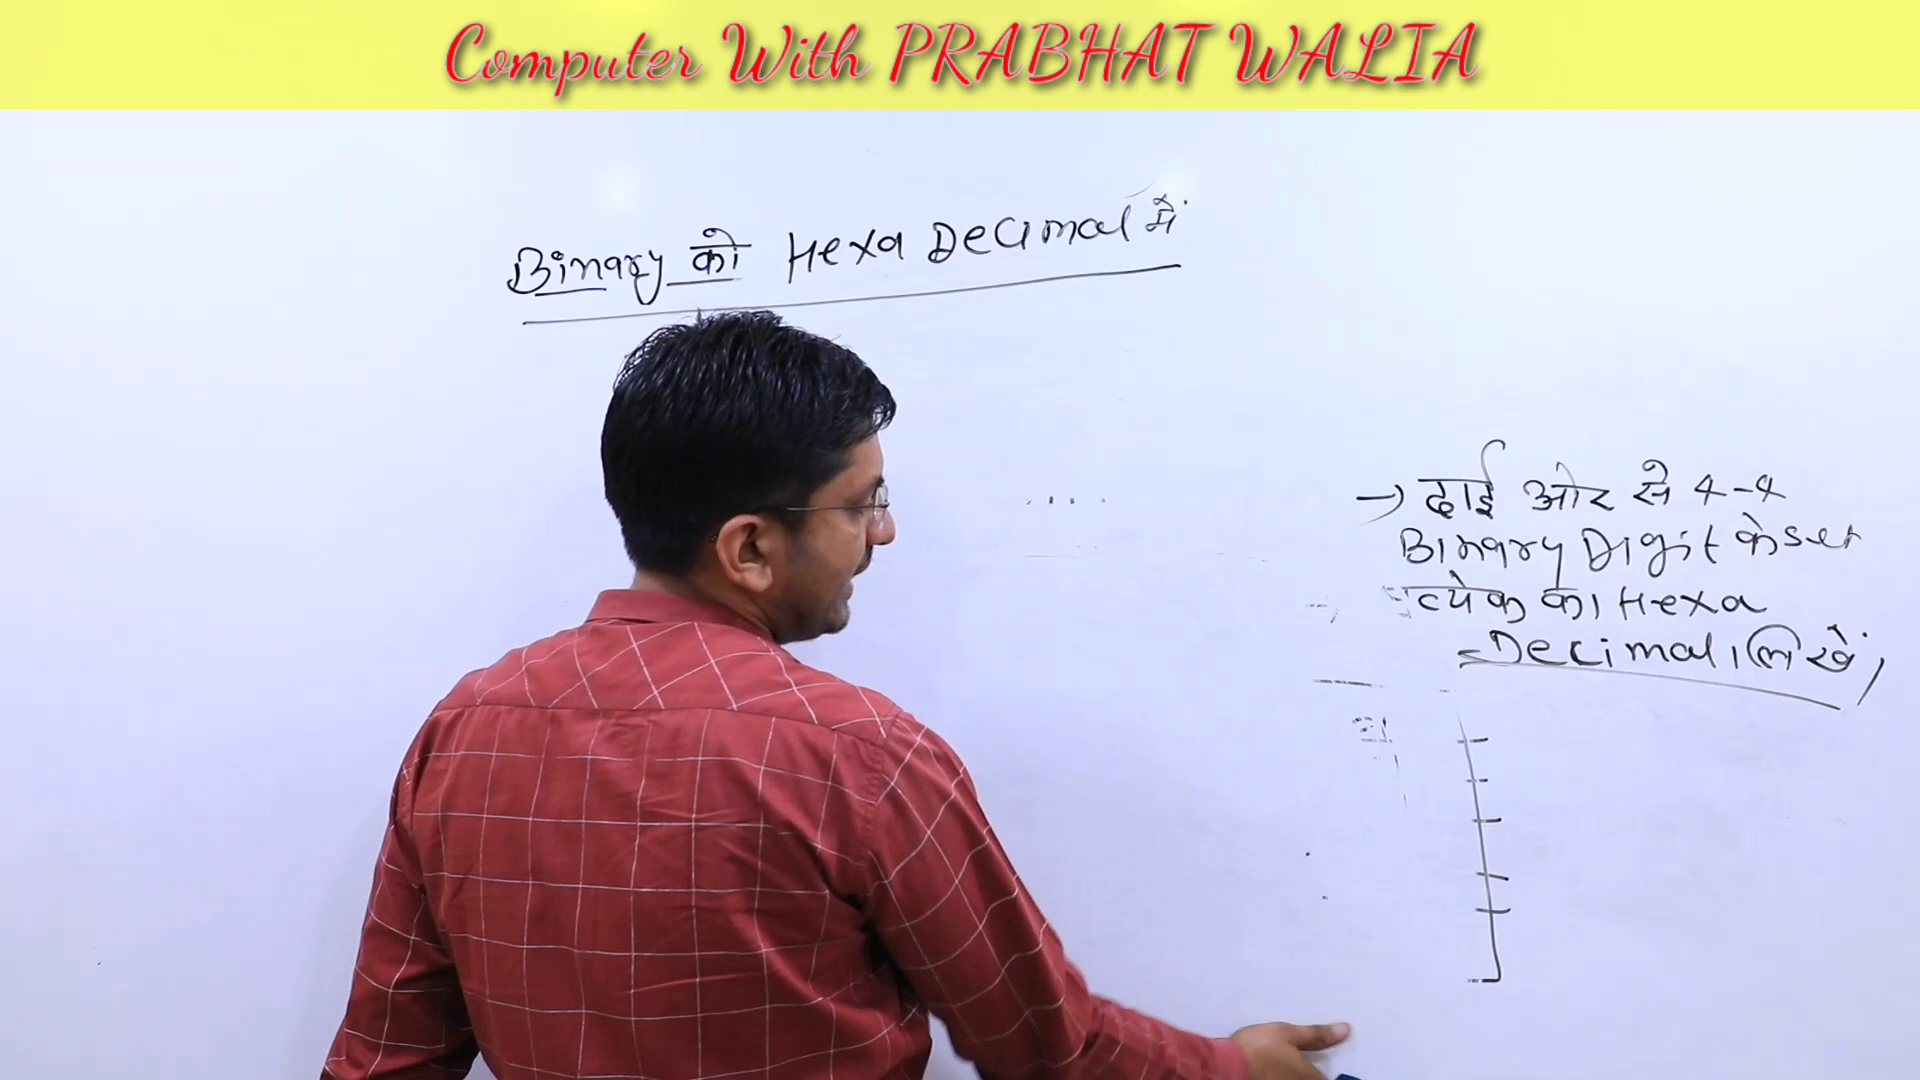 Computer With PRABHAT WALIA
Binary को Hexa Decimal में
→ दाई ओर से 4-4
Binary Digit के set
प्रत्येक का Hexa
Decimal लिखें,